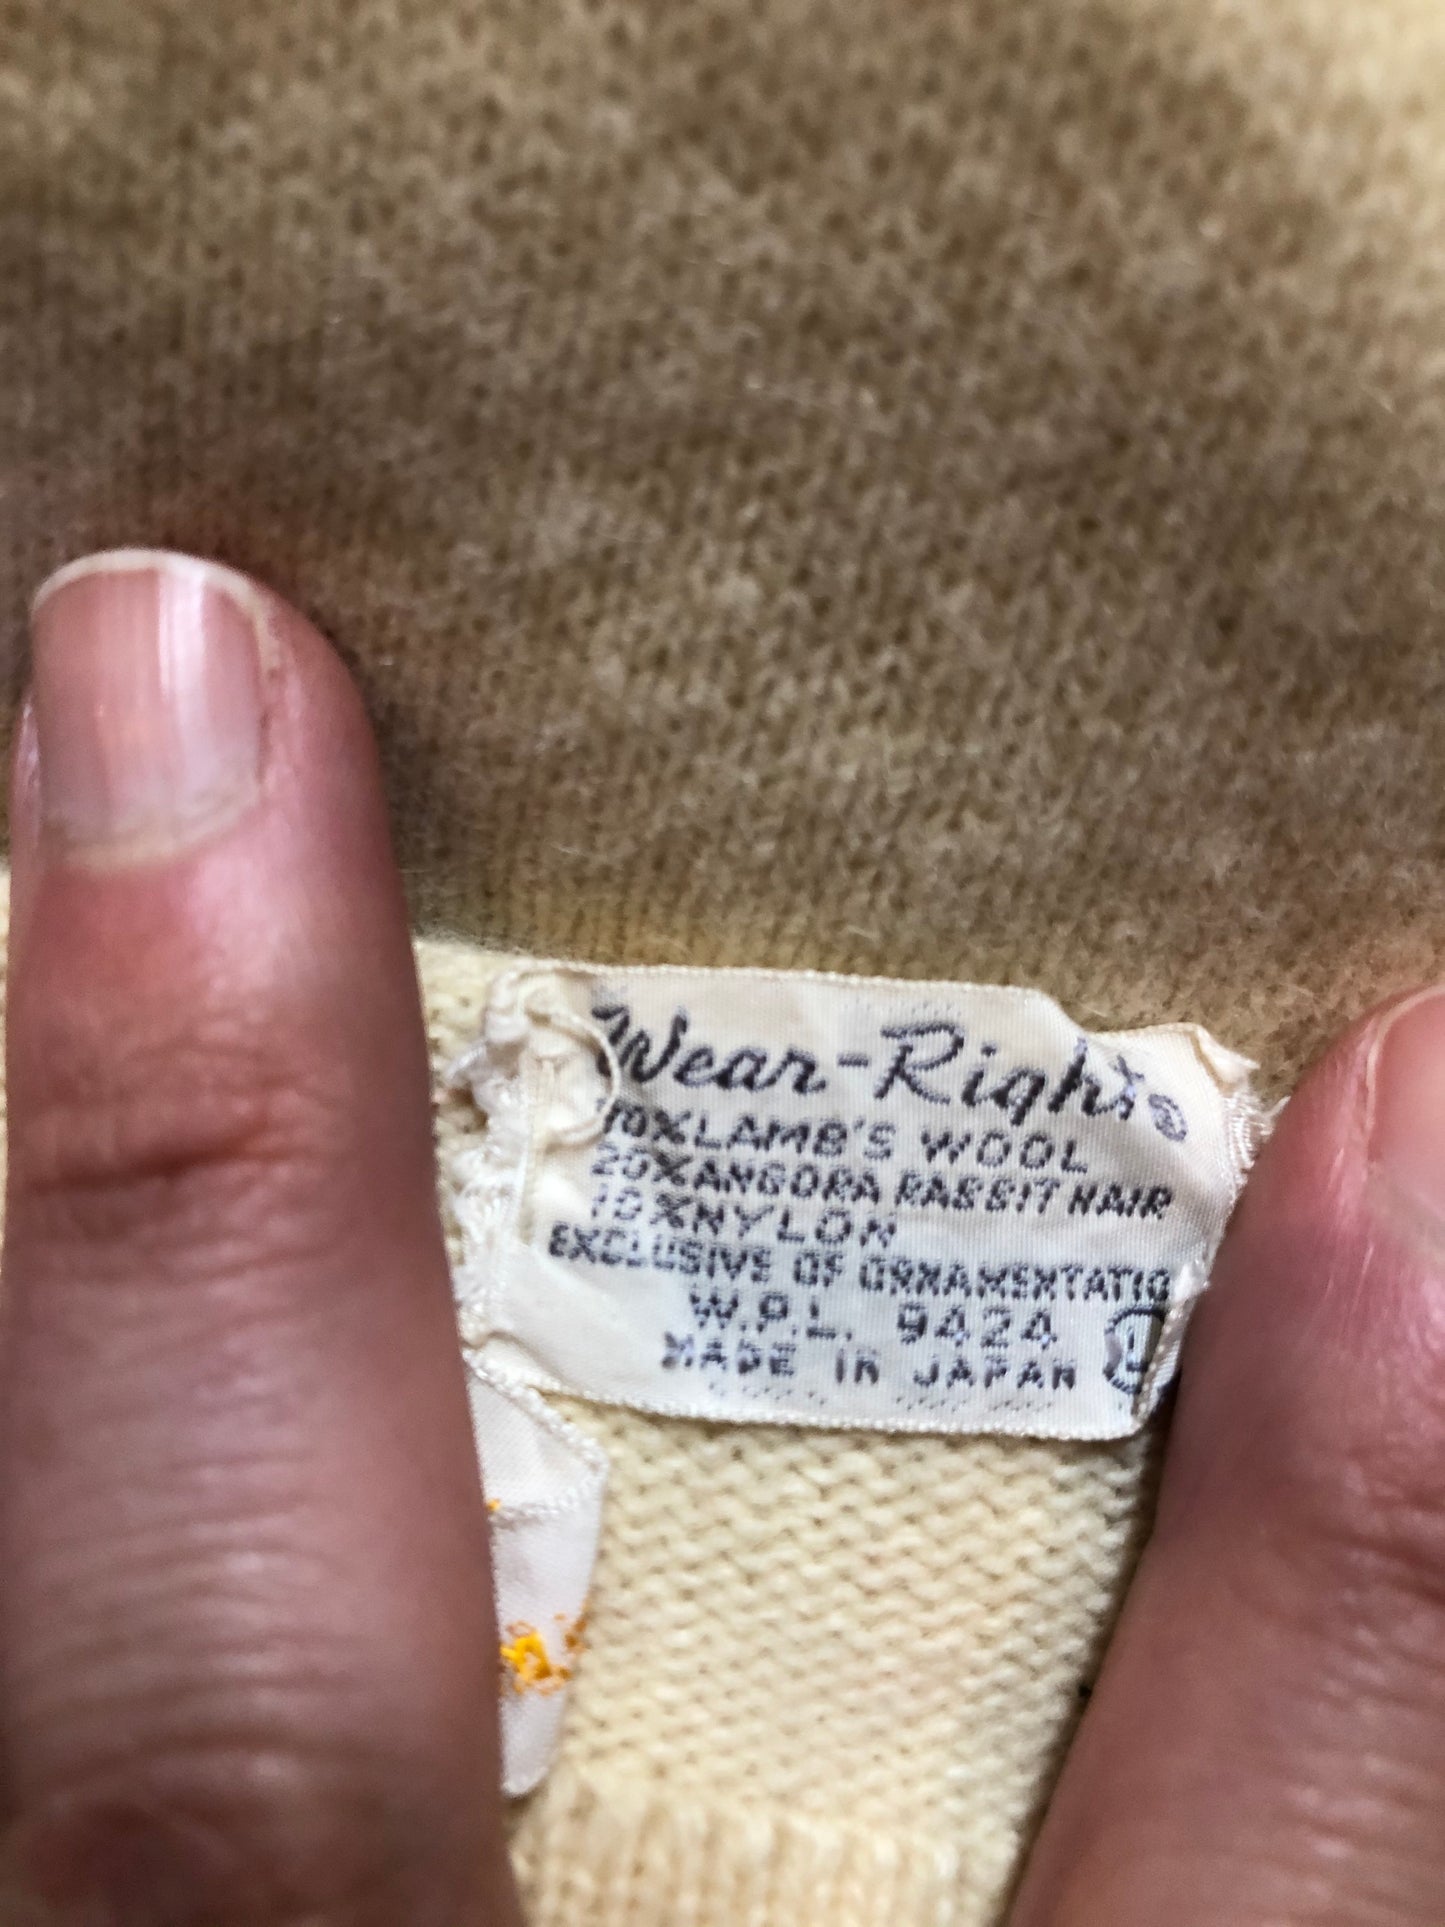 Wear-Right®
70% LAMB'S WOOL
20% ANGORA RABBIT HAIR
10% NYLON
EXCLUSIVE OF ORNAMENTATIO
W.P.L. 9424
MADE IN JAPAN